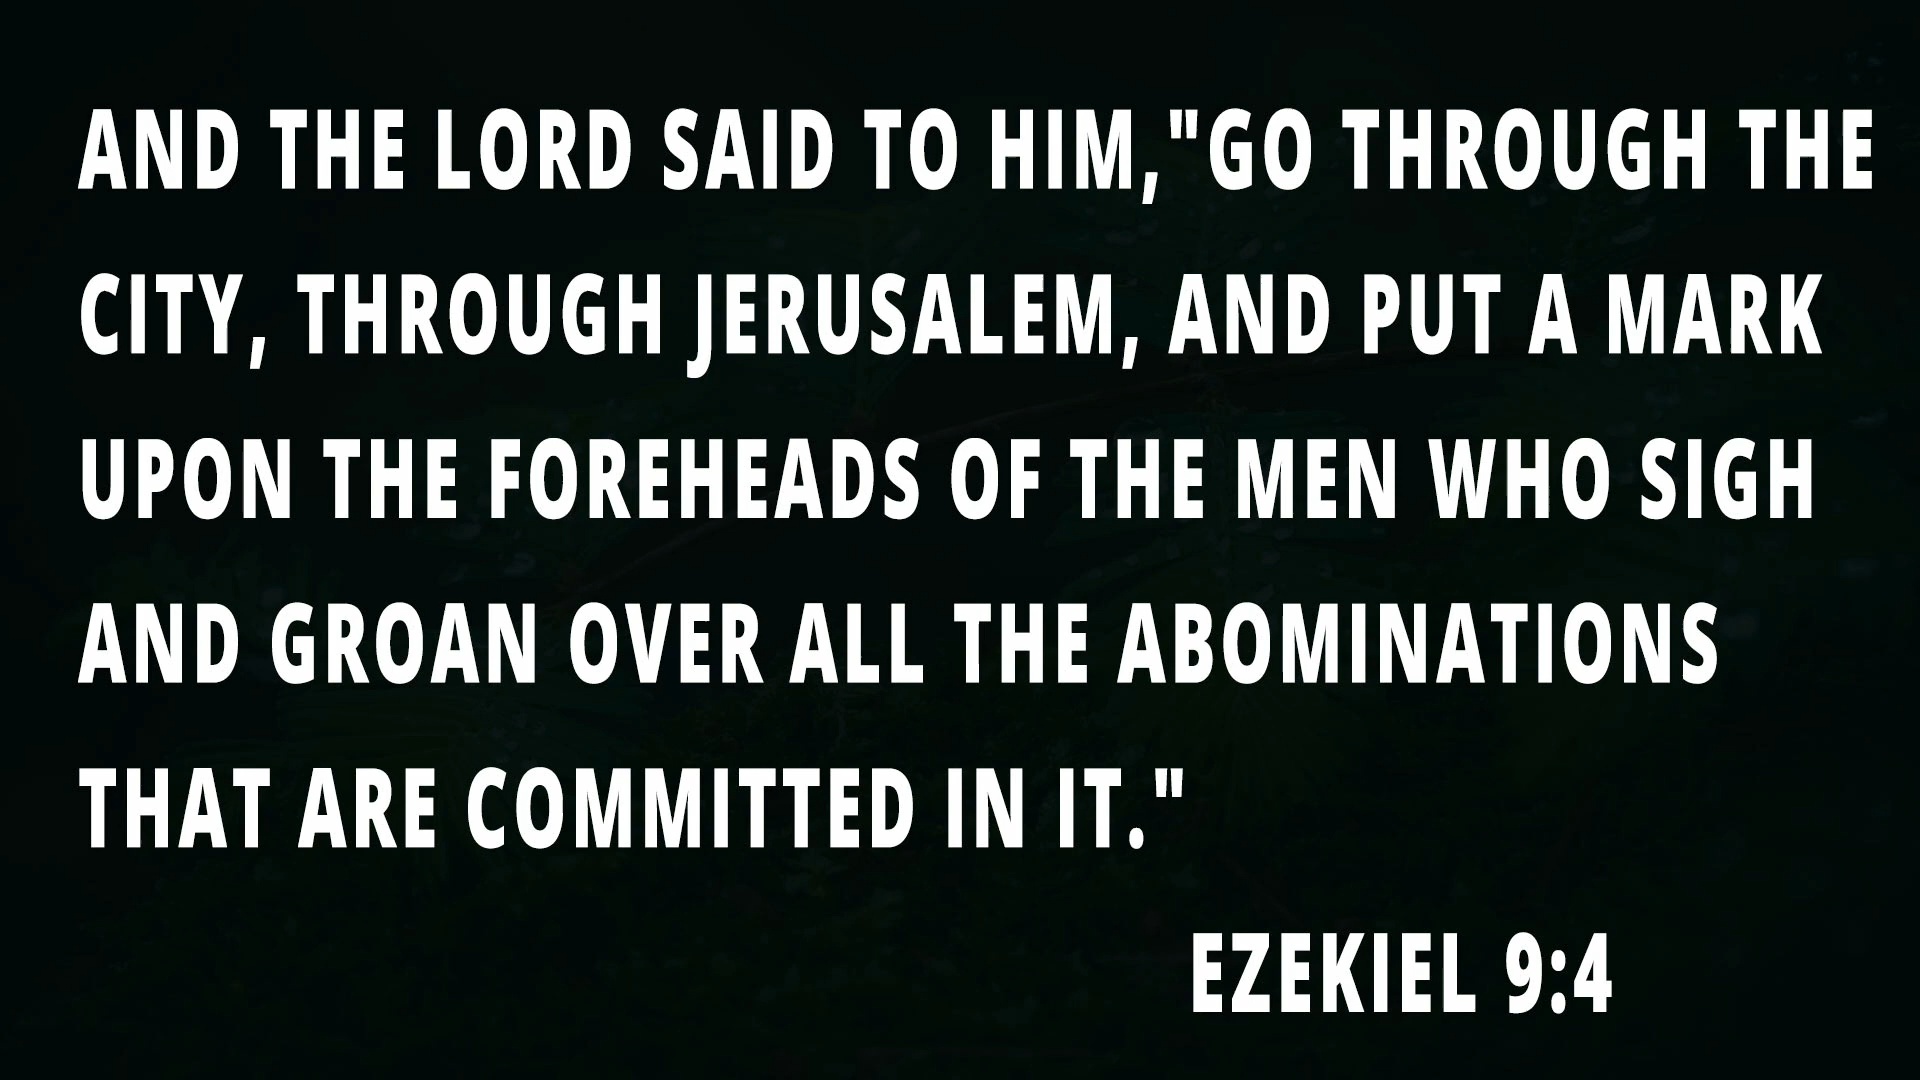 AND THE LORD SAID TO HIM,"GO THROUGH THE
CITY, THROUGH JERUSALEM, AND PUT A MARK
UPON THE FOREHEADS OF THE MEN WHO SIGH
AND GROAN OVER ALL THE ABOMINATIONS
THAT ARE COMMITTED IN IT."
EZEKIEL 9:4